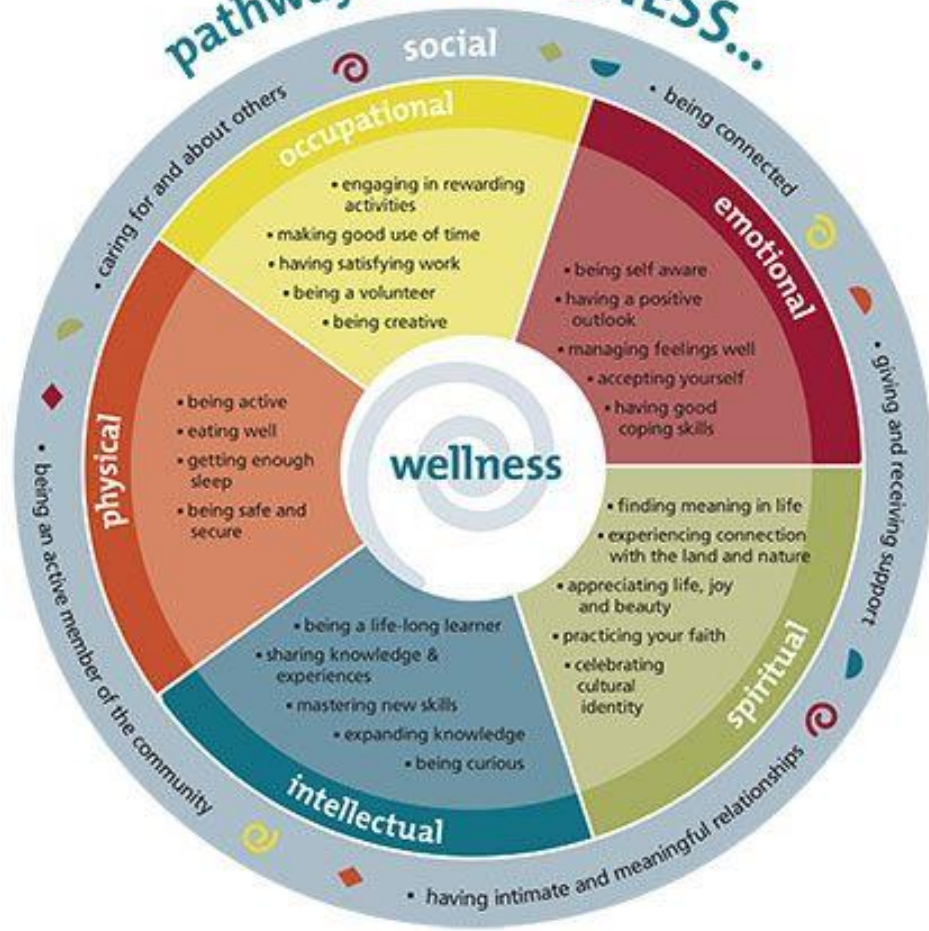 pathway NESS...
social
• caring for and about others
• being connected
• giving and receiving support
• having intimate and meaningful relationships
• being an active member of the community
occupational
• engaging in rewarding
activities
• making good use of time
• having satisfying work
• being a volunteer
• being creative
emotional
• being self aware
• having a positive
outlook
• managing feelings well
• accepting yourself
• having good
coping skills
physical
• being active
• eating well
• getting enough
sleep
• being safe and
secure
wellness
spiritual
• finding meaning in life
• experiencing connection
with the land and nature
• appreciating life, joy
and beauty
• practicing your faith
• celebrating
cultural
identity
intellectual
• being a life-long learner
• sharing knowledge &
experiences
• mastering new skills
• expanding knowledge
• being curious